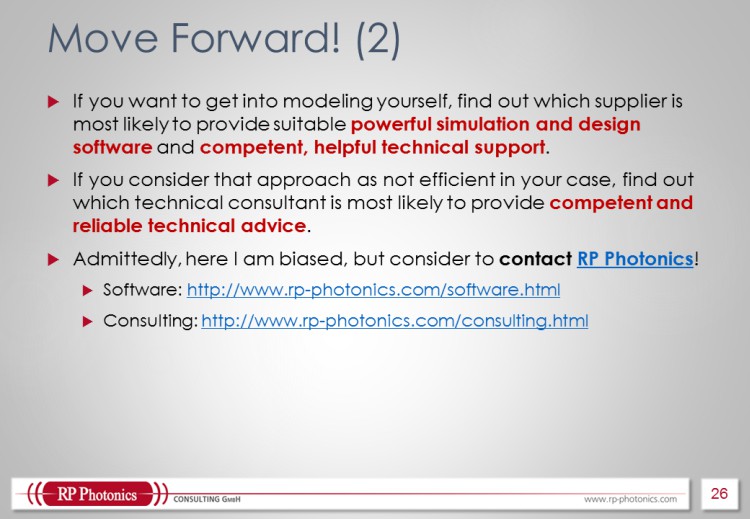 Move Forward! (2)
If you want to get into modeling yourself, find out which supplier is
most likely to provide suitable powerful simulation and design
software and competent, helpful technical support.
If you consider that approach as not efficient in your case, find out
which technical consultant is most likely to provide competent and
reliable technical advice.
Admittedly, here I am biased, but consider to contact RP Photonics!
Software: http://www.rp-photonics.com/software.html
Consulting: http://www.rp-photonics.com/consulting.html
RP Photonics CONSULTING GmbH www.rp-photonics.com 26